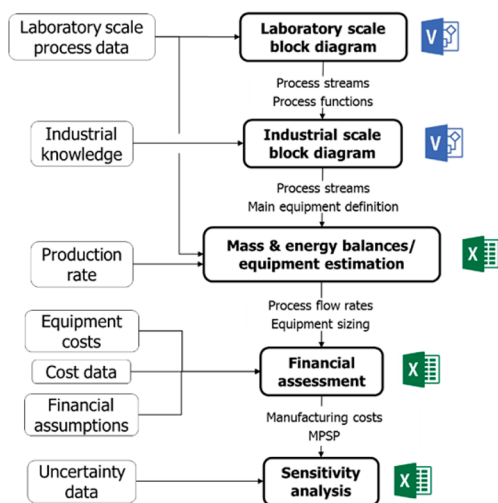 Laboratory scale
process data
Laboratory scale
block diagram
V
Process streams
Process functions
Industrial
knowledge
Industrial scale
block diagram
V
Process streams
Main equipment definition
Production
rate
Mass & energy balances/
equipment estimation
X
Process flow rates
Equipment sizing
Equipment
costs
Cost data
Financial
assumptions
Financial
assessment
X
Manufacturing costs
MPSP
Uncertainty
data
Sensitivity
analysis
X